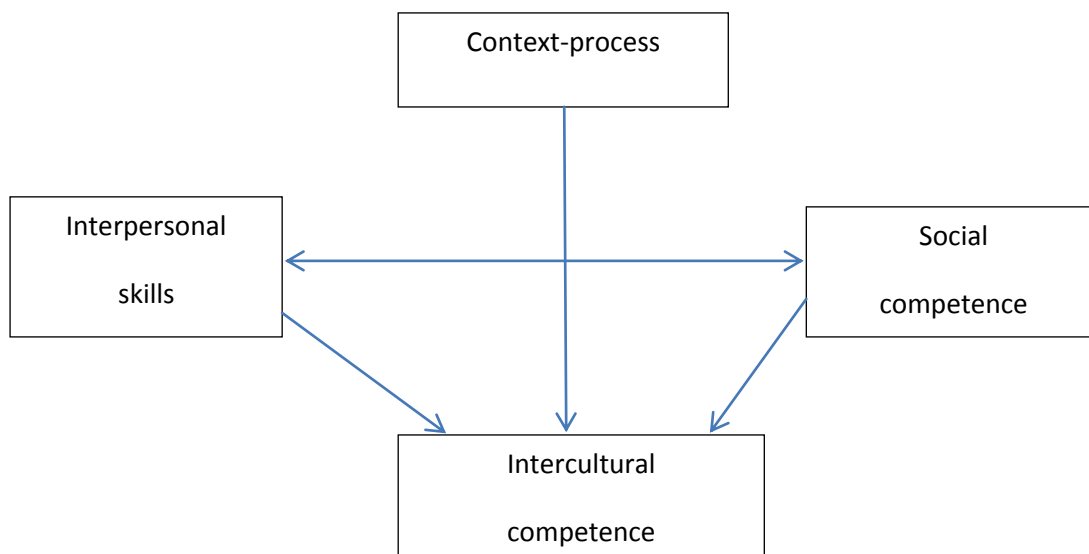 Context-process
Interpersonal
skills
Social
competence
Intercultural
competence